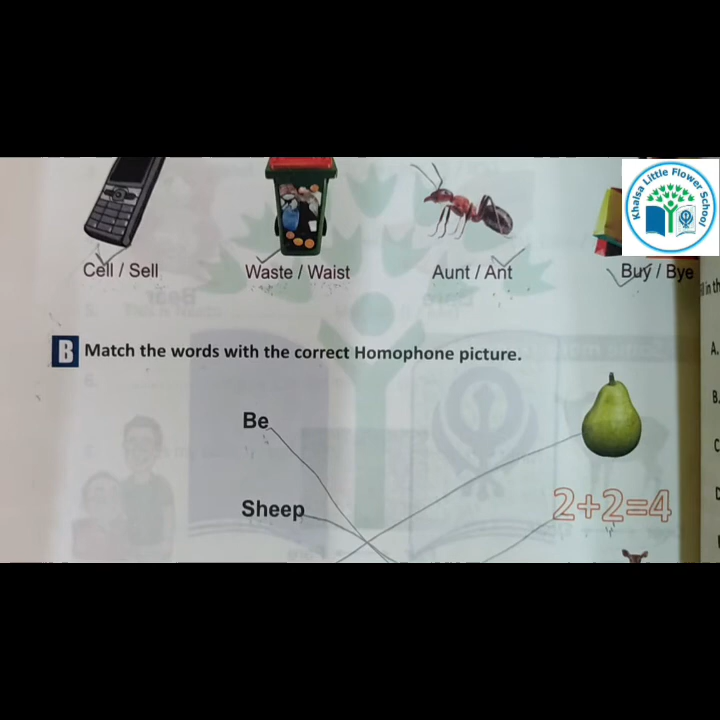 Khalsa Little Flower School
Cell / Sell
Waste / Waist
Aunt / Ant
Buy / Bye
B Match the words with the correct Homophone picture.
Be
Sheep
2+2=4
A.
B.